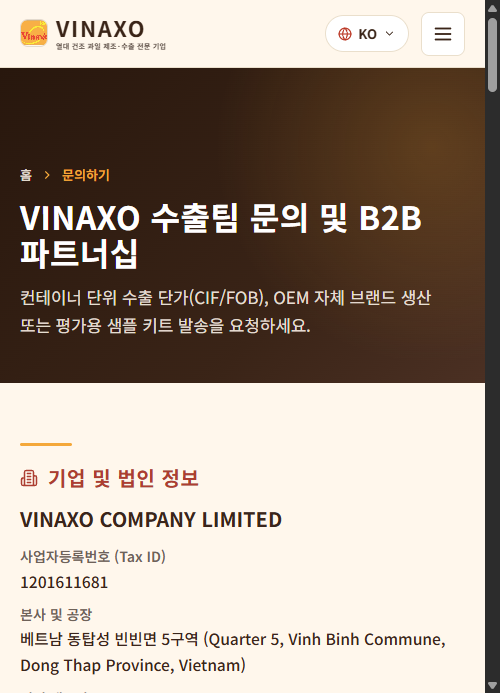 Vinaxo
VINAXO
열대 건조 과일 제조·수출 전문 기업
KO
홈 > 문의하기
VINAXO 수출팀 문의 및 B2B
파트너십
컨테이너 단위 수출 단가(CIF/FOB), OEM 자체 브랜드 생산
또는 평가용 샘플 키트 발송을 요청하세요.
기업 및 법인 정보
VINAXO COMPANY LIMITED
사업자등록번호 (Tax ID)
1201611681
본사 및 공장
베트남 동탑성 빈빈면 5구역 (Quarter 5, Vinh Binh Commune,
Dong Thap Province, Vietnam)